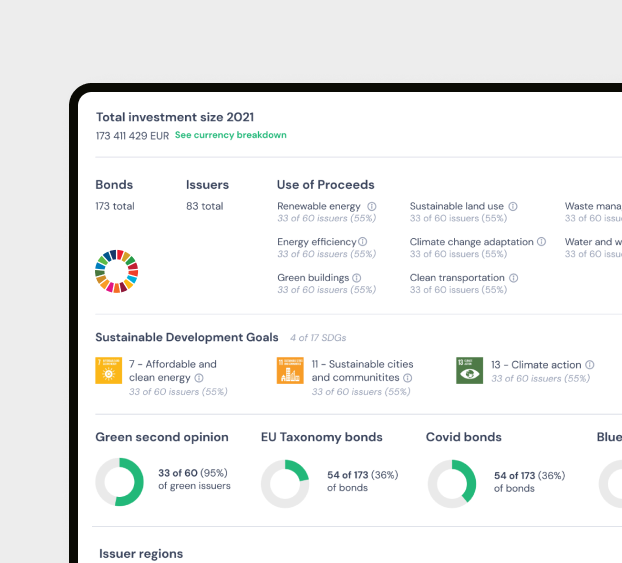 Total investment size 2021
173 411 429 EUR See currency breakdown
Bonds Issuers Use of Proceeds
173 total 83 total Renewable energy Sustainable land use Waste mana
33 of 60 issuers (55%) 33 of 60 issuers (55%) 33 of 60 issu
Energy efficiency Climate change adaptation Water and w
33 of 60 issuers (55%) 33 of 60 issuers (55%) 33 of 60 issu
Green buildings Clean transportation
33 of 60 issuers (55%) 33 of 60 issuers (55%)
Sustainable Development Goals 4 of 17 SDGs
7 - Affordable and 11 - Sustainable cities 13 - Climate action
clean energy and communitites 33 of 60 issuers (55%)
33 of 60 issuers (55%) 33 of 60 issuers (55%)
Green second opinion EU Taxonomy bonds Covid bonds Blue
33 of 60 (95%) 54 of 173 (36%) 54 of 173 (36%)
of green issuers of bonds of bonds
Issuer regions